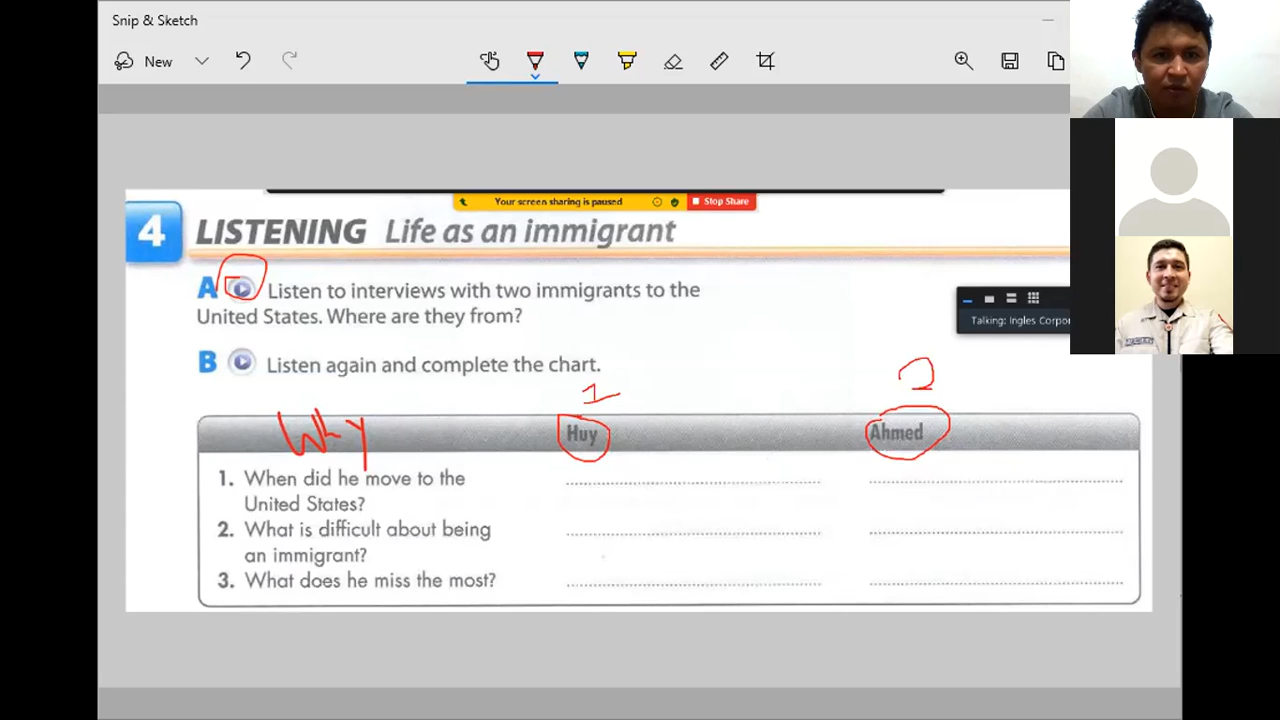 Snip & Sketch
New
Your screen sharing is paused
Stop Share
4 LISTENING Life as an immigrant
A Listen to interviews with two immigrants to the
United States. Where are they from?
Talking: Ingles Corpor
B Listen again and complete the chart.
1 2
Why Huy Ahmed
1. When did he move to the
United States?
2. What is difficult about being
an immigrant?
3. What does he miss the most?